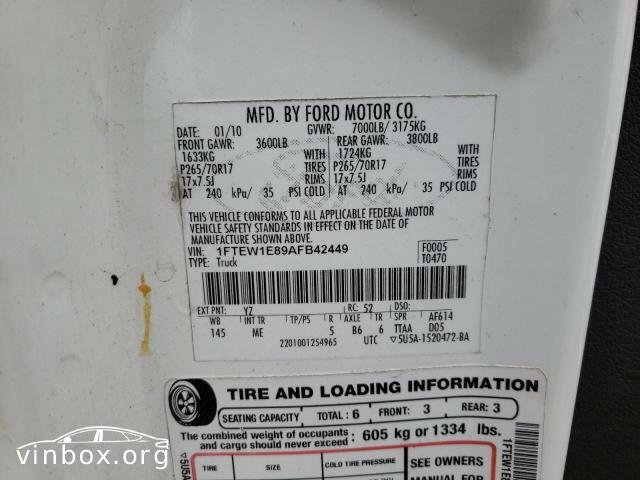 MFD. BY FORD MOTOR CO.
DATE: 01/10 GVWR: 7000LB/ 3175KG
FRONT GAWR: 3600LB REAR GAWR: 3800LB
1633KG WITH 1724KG WITH
P265/70R17 TIRES P265/70R17 TIRES
17x7.5J RIMS 17x7.5J RIMS
AT 240 kPa/ 35 PSI COLD AT 240 kPa/ 35 PSI COLD
THIS VEHICLE CONFORMS TO ALL APPLICABLE FEDERAL MOTOR
VEHICLE SAFETY STANDARDS IN EFFECT ON THE DATE OF
MANUFACTURE SHOWN ABOVE.
VIN: 1FTEW1E89AFB42449 F0005
TYPE: Truck T0470
EXT PNT: YZ RC: 52 DSO:
WB INT TR TP/PS R AXLE TR SPR AF614
145 ME 5 B6 6 TTAA D05
2201001254965 UTC ▽5U5A-1520472-BA
TIRE AND LOADING INFORMATION
SEATING CAPACITY TOTAL : 6 FRONT: 3 REAR: 3
The combined weight of occupants
and cargo should never exceed : 605 kg or 1334 lbs.
TIRE SIZE COLD TIRE PRESSURE SEE OWNERS
MANUAL FOR
▽5U5A
1FTEW1E8
vinbox.org